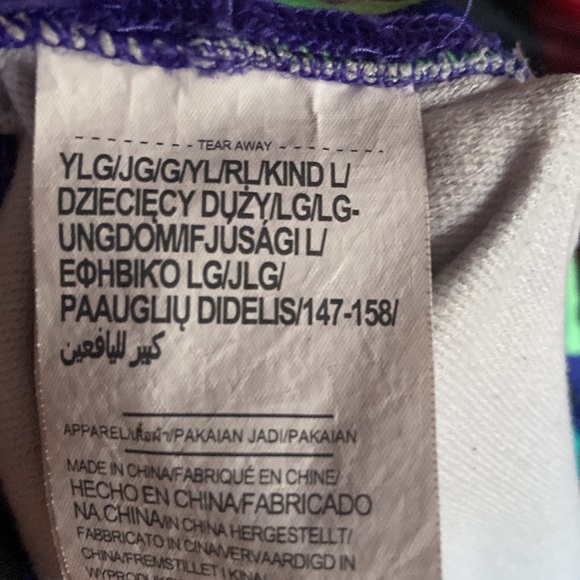 TEAR AWAY
YLG/JG/G/YL/RL/KIND L/
DZIECIĘCY DUŻY/LG/LG-
UNGDOM/IFJÚSÁGI L/
ΕΦΗΒΙΚΟ LG/JLG/
PAAUGLIŲ DIDELIS/147-158/
كبير لليافعين
APPAREL/เสื้อผ้า/PAKAIAN JADI/PAKAIAN
MADE IN CHINA/FABRIQUÉ EN CHINE/
HECHO EN CHINA/FABRICADO
NA CHINA/IN CHINA HERGESTELLT/
FABBRICATO IN CINA/VERVAARDIGD IN
CHINA/FREMSTILLET I KINA/